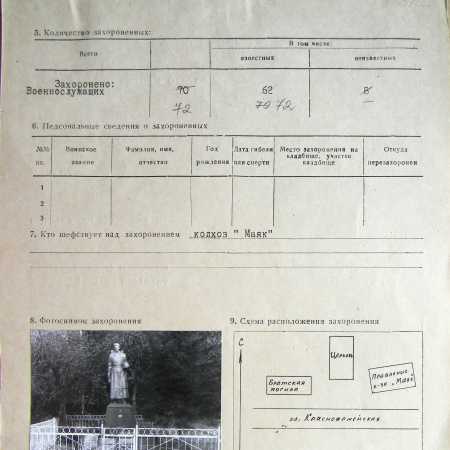 5. Количество захороненных:
Всего
В том числе:
известных
неизвестных
Захоронено:
Военнослужащих
70
62
8
72
70 72
–
6. Персональные сведения о захороненных
№№ пп.
Воинское звание
Фамилия, имя, отчество
Год рождения
Дата гибели или смерти
Место захоронения на кладбище, участке кладбище
Откуда перезахоронен
1
2
3
7. Кто шефствует над захоронением колхоз " Маяк"
8. Фотоснимок захоронения
9. Схема расположения захоронения
С
Церковь
Братская могила
Правление к-за "Маяк"
ул. Красноармейская